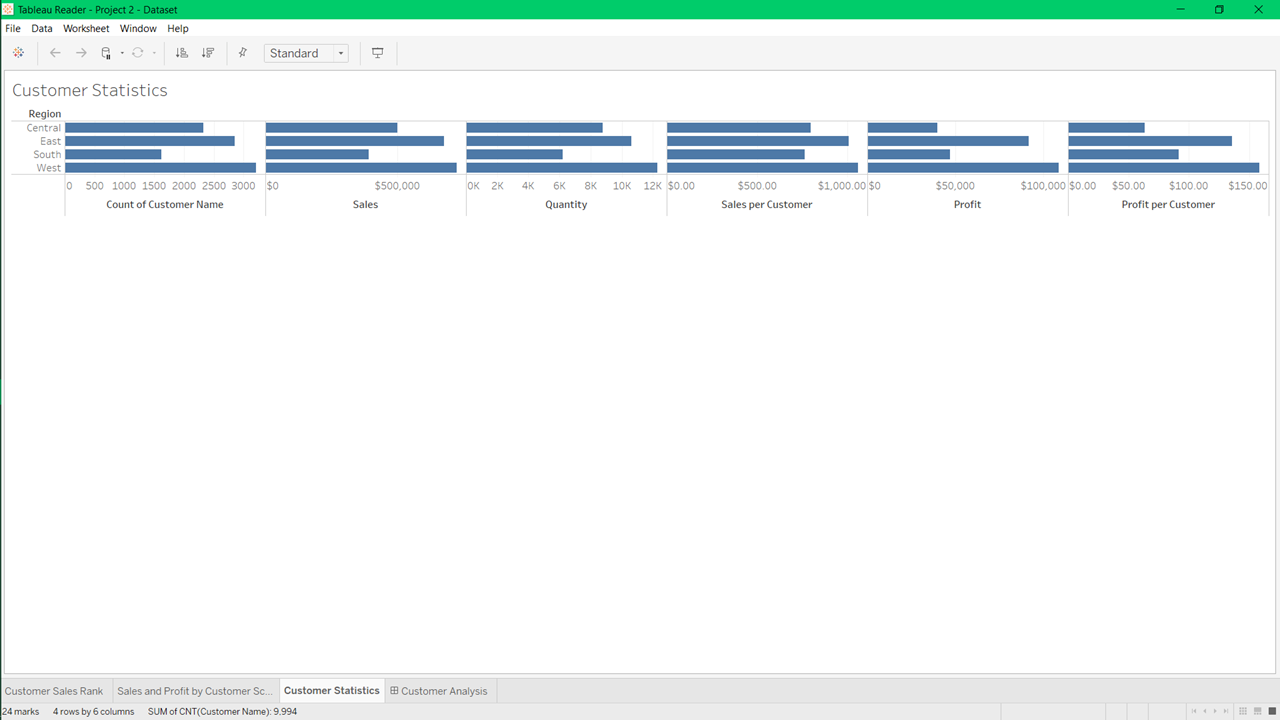 Tableau Reader - Project 2 - Dataset
File Data Worksheet Window Help
Standard
Customer Statistics
Region
Central
East
South
West
0 500 1000 1500 2000 2500 3000 $0 $500,000 0K 2K 4K 6K 8K 10K 12K $0.00 $500.00 $1,000.00 $0 $50,000 $100,000 $0.00 $50.00 $100.00 $150.00
Count of Customer Name Sales Quantity Sales per Customer Profit Profit per Customer
Customer Sales Rank Sales and Profit by Customer Sc... Customer Statistics Customer Analysis
24 marks 4 rows by 6 columns SUM of CNT(Customer Name): 9,994